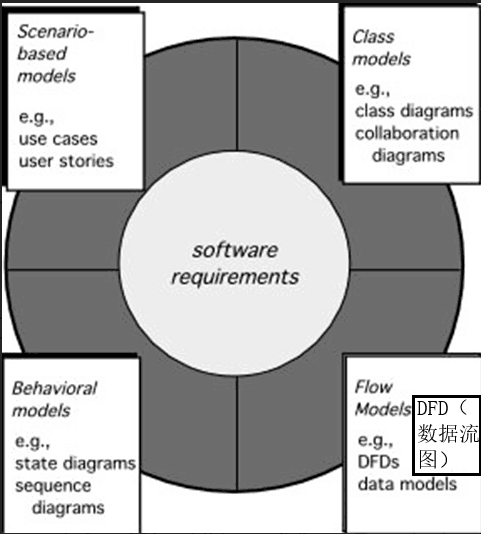 Scenario-
based
models
e.g.,
use cases
user stories
Class
models
e.g.,
class diagrams
collaboration
diagrams
software
requirements
Behavioral
models
e.g.,
state diagrams
sequence
diagrams
Flow
Models
e.g.,
DFDs
data models
DFD（
数据流
图）